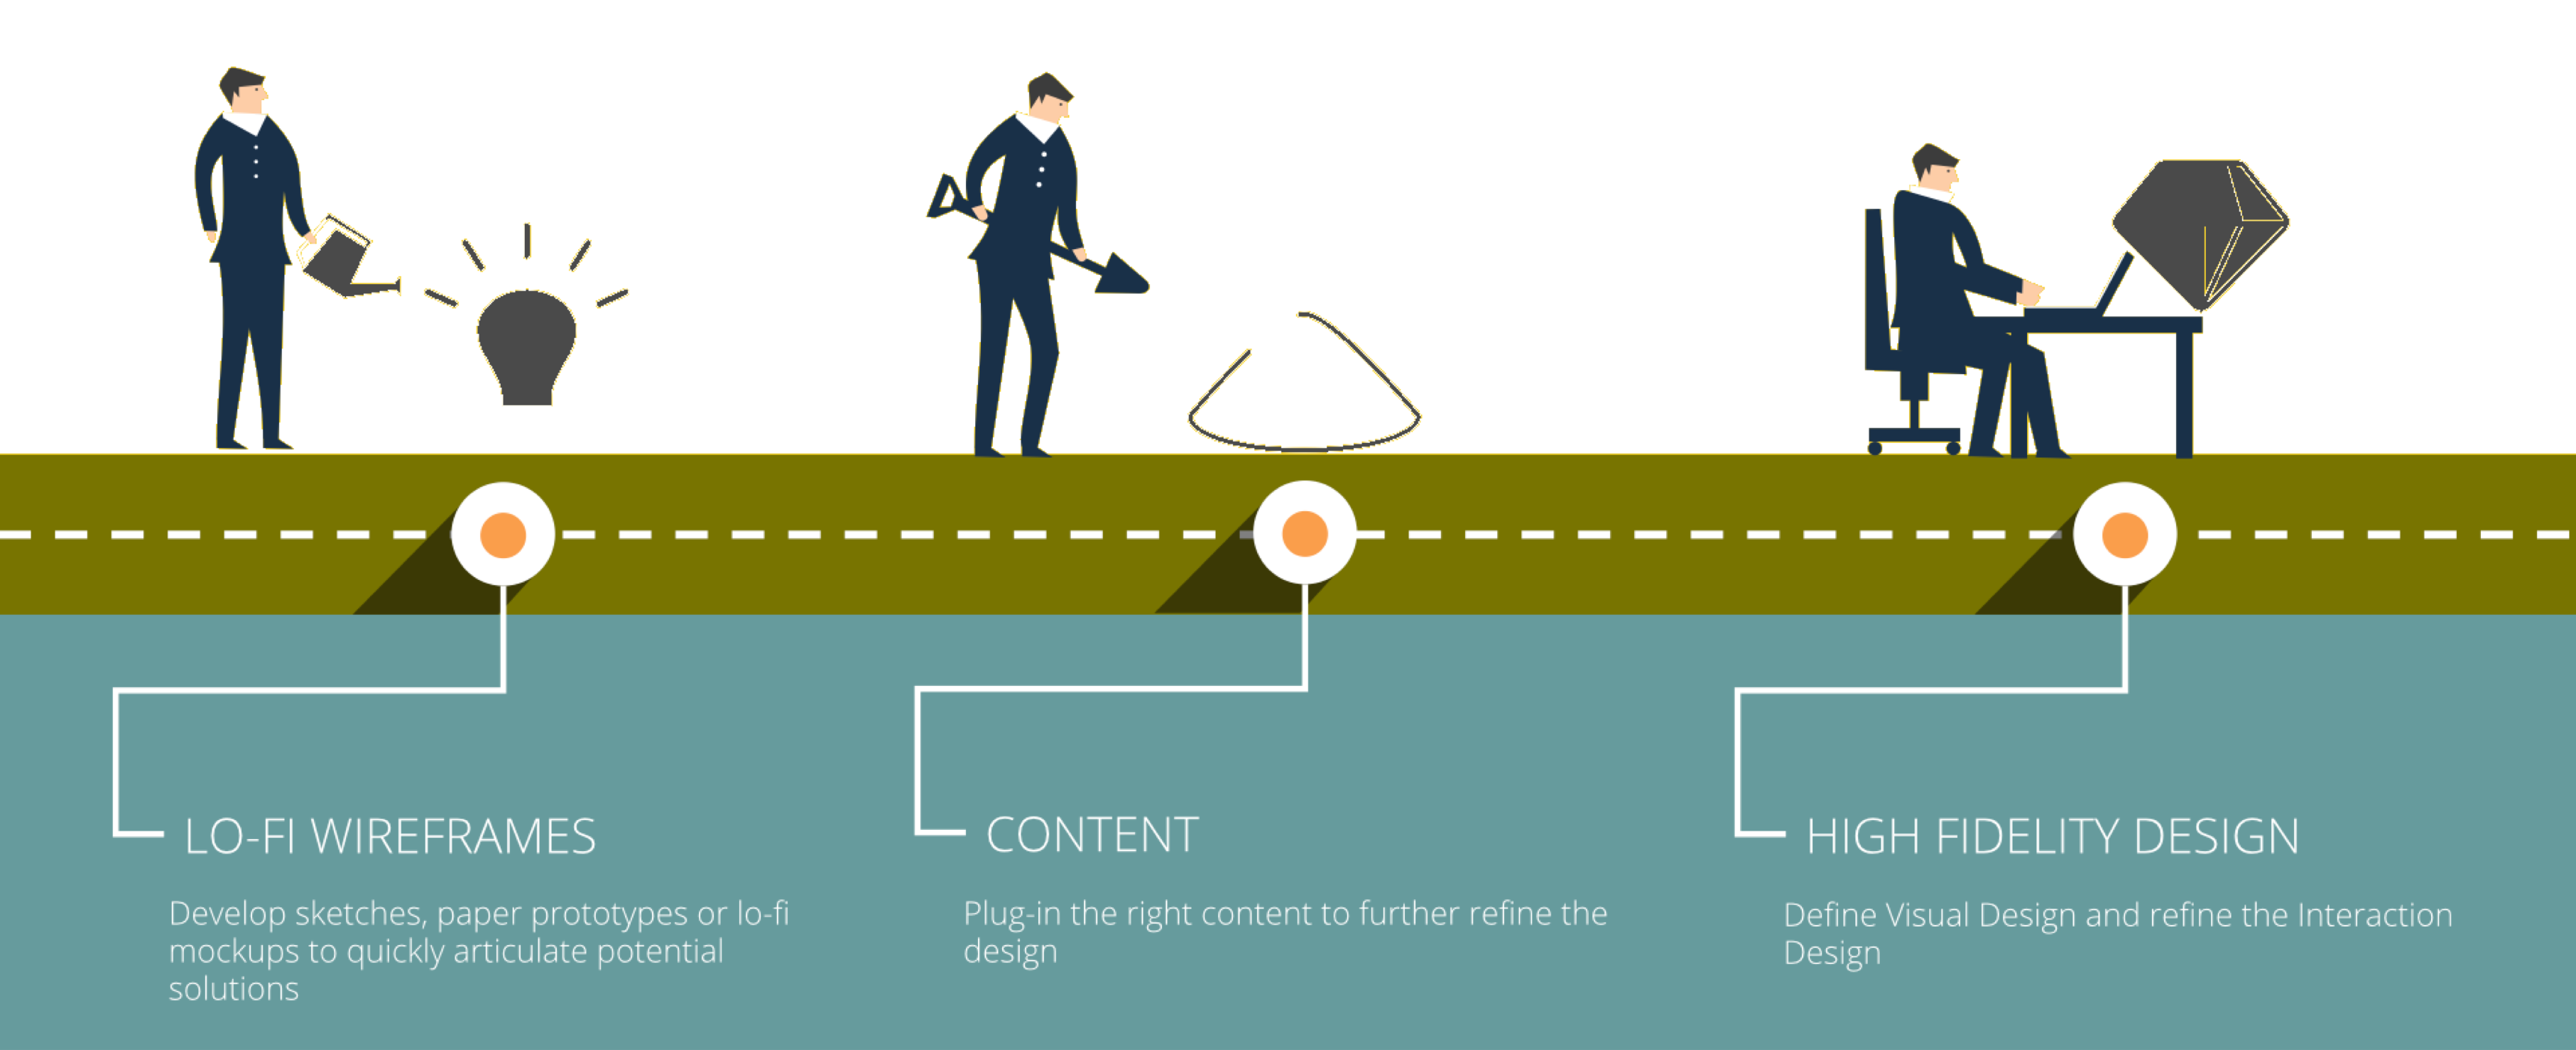 LO-FI WIREFRAMES
Develop sketches, paper prototypes or lo-fi
mockups to quickly articulate potential
solutions
CONTENT
Plug-in the right content to further refine the
design
HIGH FIDELITY DESIGN
Define Visual Design and refine the Interaction
Design